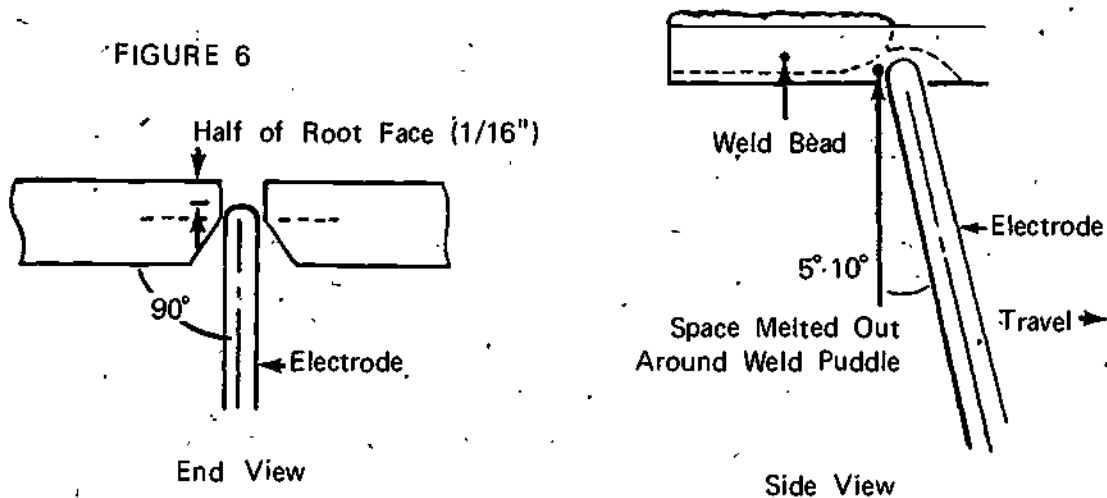 FIGURE 6
Half of Root Face (1/16")
90°
Electrode
End View
Weld Bead
Electrode
5°-10°
Travel
Space Melted Out
Around Weld Puddle
Side View